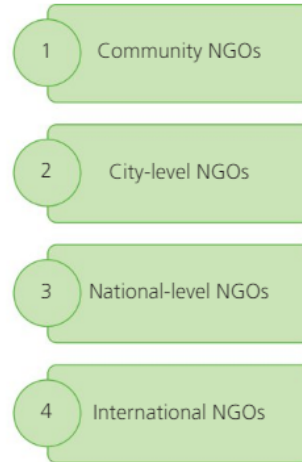 1 Community NGOs
2 City-level NGOs
3 National-level NGOs
4 International NGOs